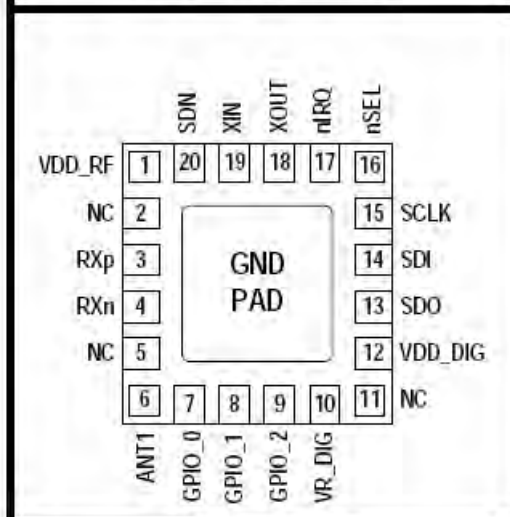 SDN XIN XOUT nIRQ nSEL
VDD_RF 1 20 19 18 17 16
NC 2 15 SCLK
RXp 3 GND 14 SDI
RXn 4 PAD 13 SDO
NC 5 12 VDD_DIG
6 7 8 9 10 11 NC
ANT1 GPIO_0 GPIO_1 GPIO_2 VR_DIG